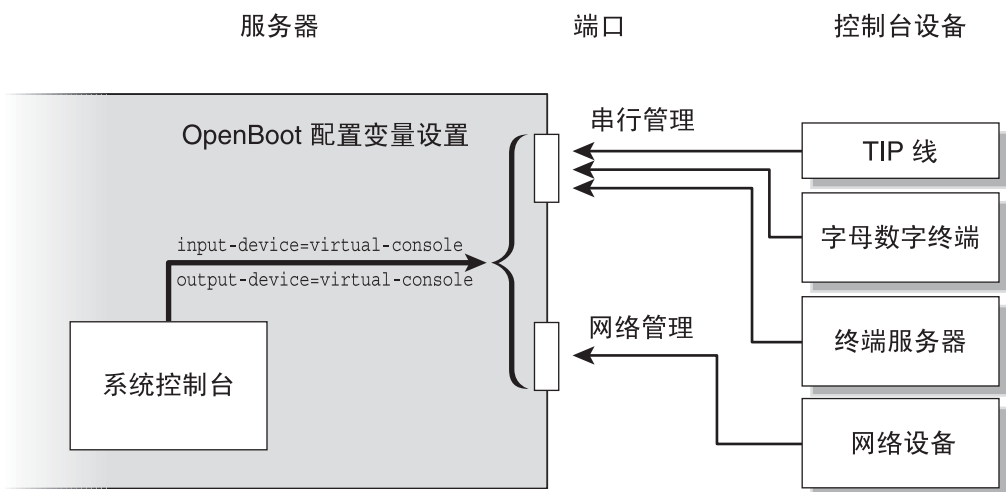 服务器
端口
控制台设备
OpenBoot 配置变量设置
串行管理
TIP 线
字母数字终端
input-device=virtual-console
output-device=virtual-console
网络管理
终端服务器
系统控制台
网络设备